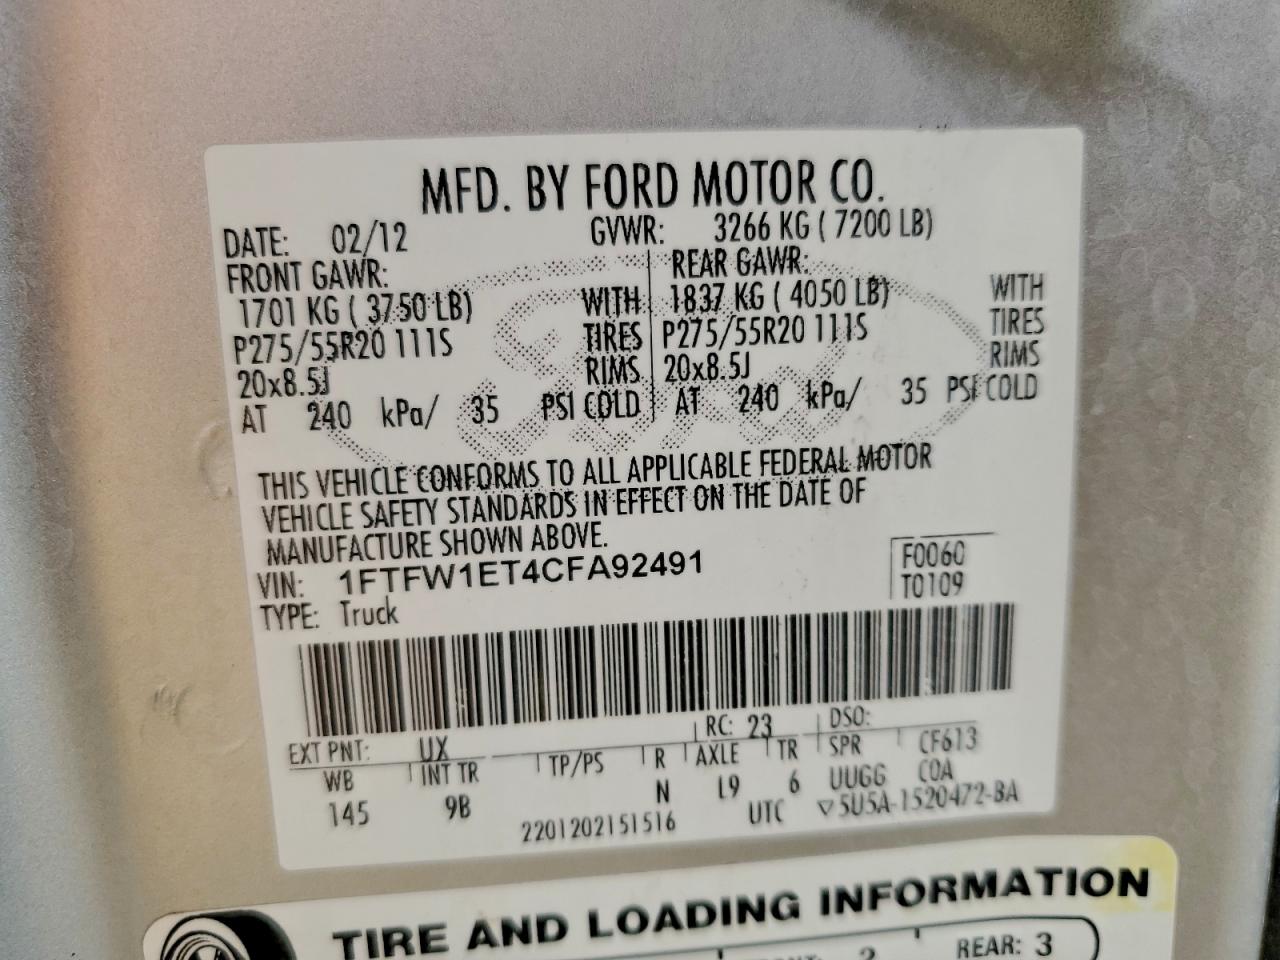 MFD. BY FORD MOTOR CO.
DATE: 02/12 GVWR: 3266 KG ( 7200 LB)
FRONT GAWR: REAR GAWR:
1701 KG ( 3750 LB) WITH 1837 KG ( 4050 LB) WITH
P275/55R20 111S TIRES P275/55R20 111S TIRES
20x8.5J RIMS 20x8.5J RIMS
AT 240 kPa/ 35 PSI COLD AT 240 kPa/ 35 PSI COLD
THIS VEHICLE CONFORMS TO ALL APPLICABLE FEDERAL MOTOR
VEHICLE SAFETY STANDARDS IN EFFECT ON THE DATE OF
MANUFACTURE SHOWN ABOVE.
VIN: 1FTFW1ET4CFA92491 F0060
TYPE: Truck T0109
EXT PNT: UX RC: 23 DSO:
WB INT TR TP/PS R AXLE TR SPR CF613
145 9B N L9 6 UUGG COA
2201202151516 UTC ▽5U5A-1520472-BA
TIRE AND LOADING INFORMATION
2 REAR: 3